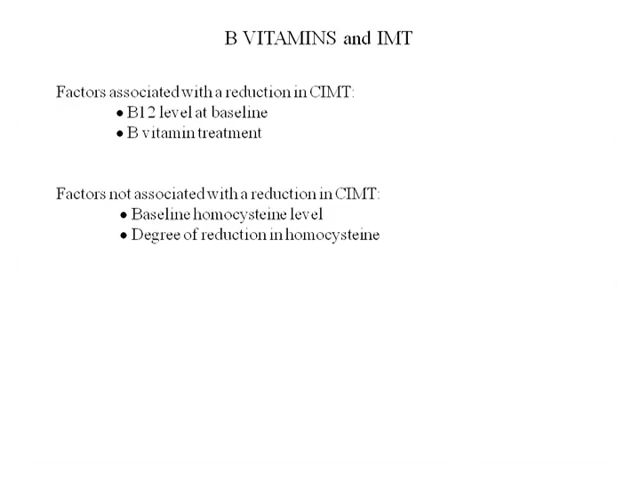 B VITAMINS and IMT
Factors associated with a reduction in CIMT:
• B12 level at baseline
• B vitamin treatment
Factors not associated with a reduction in CIMT:
• Baseline homocysteine level
• Degree of reduction in homocysteine